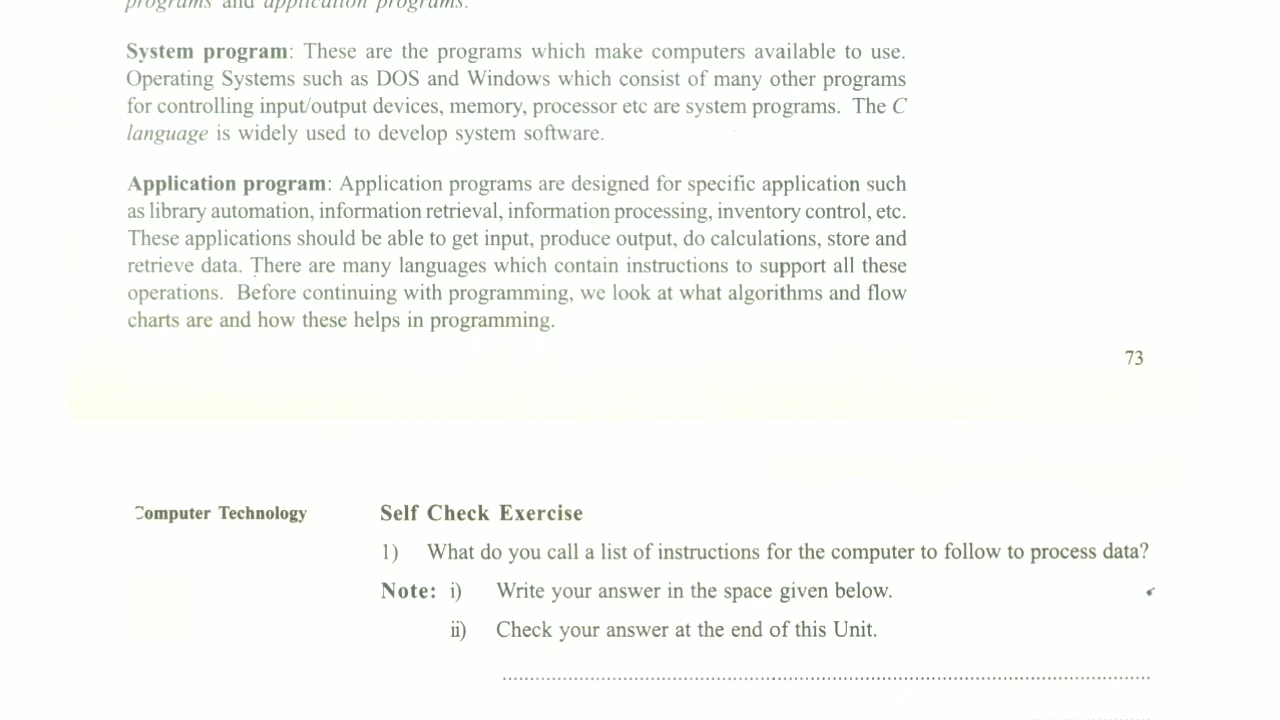 programs and application programs.
System program: These are the programs which make computers available to use.
Operating Systems such as DOS and Windows which consist of many other programs
for controlling input/output devices, memory, processor etc are system programs. The C
language is widely used to develop system software.
Application program: Application programs are designed for specific application such
as library automation, information retrieval, information processing, inventory control, etc.
These applications should be able to get input, produce output, do calculations, store and
retrieve data. There are many languages which contain instructions to support all these
operations. Before continuing with programming, we look at what algorithms and flow
charts are and how these helps in programming.
73
Computer Technology
Self Check Exercise
1) What do you call a list of instructions for the computer to follow to process data?
Note: i) Write your answer in the space given below.
ii) Check your answer at the end of this Unit.